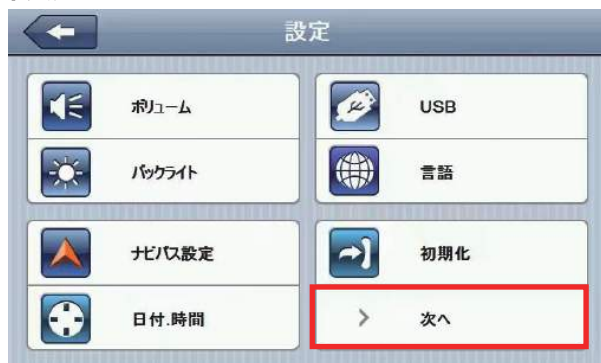 設定
ボリューム
USB
バックライト
言語
ナビパス設定
初期化
日付.時間
次へ